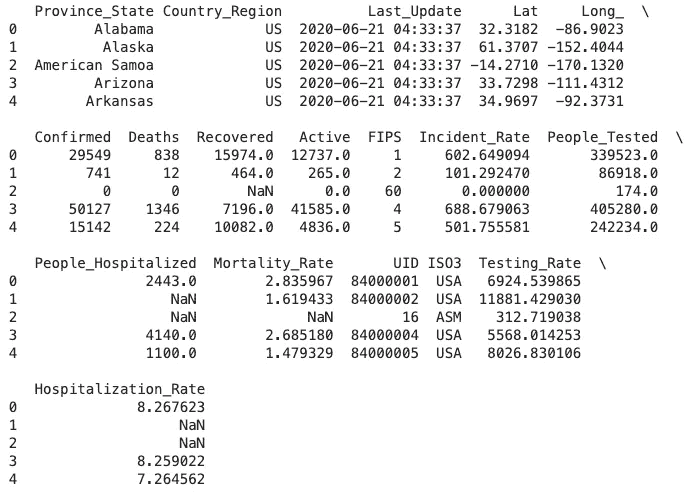 Province_State Country_Region          Last_Update      Lat     Long_  \
0         Alabama             US  2020-06-21 04:33:37  32.3182  -86.9023
1          Alaska             US  2020-06-21 04:33:37  61.3707 -152.4044
2  American Samoa             US  2020-06-21 04:33:37 -14.2710 -170.1320
3         Arizona             US  2020-06-21 04:33:37  33.7298 -111.4312
4        Arkansas             US  2020-06-21 04:33:37  34.9697  -92.3731
Confirmed  Deaths  Recovered   Active  FIPS  Incident_Rate  People_Tested  \
0      29549     838    15974.0  12737.0     1     602.649094       339523.0
1        741      12      464.0    265.0     2     101.292470        86918.0
2          0       0        NaN      0.0    60       0.000000          174.0
3      50127    1346     7196.0  41585.0     4     688.679063       405280.0
4      15142     224    10082.0   4836.0     5     501.755581       242234.0
People_Hospitalized  Mortality_Rate       UID ISO3  Testing_Rate  \
0               2443.0        2.835967  84000001  USA   6924.539865
1                  NaN        1.619433  84000002  USA  11881.429030
2                  NaN             NaN        16  ASM    312.719038
3               4140.0        2.685180  84000004  USA   5568.014253
4               1100.0        1.479329  84000005  USA   8026.830106
Hospitalization_Rate
0             8.267623
1                  NaN
2                  NaN
3             8.259022
4             7.264562